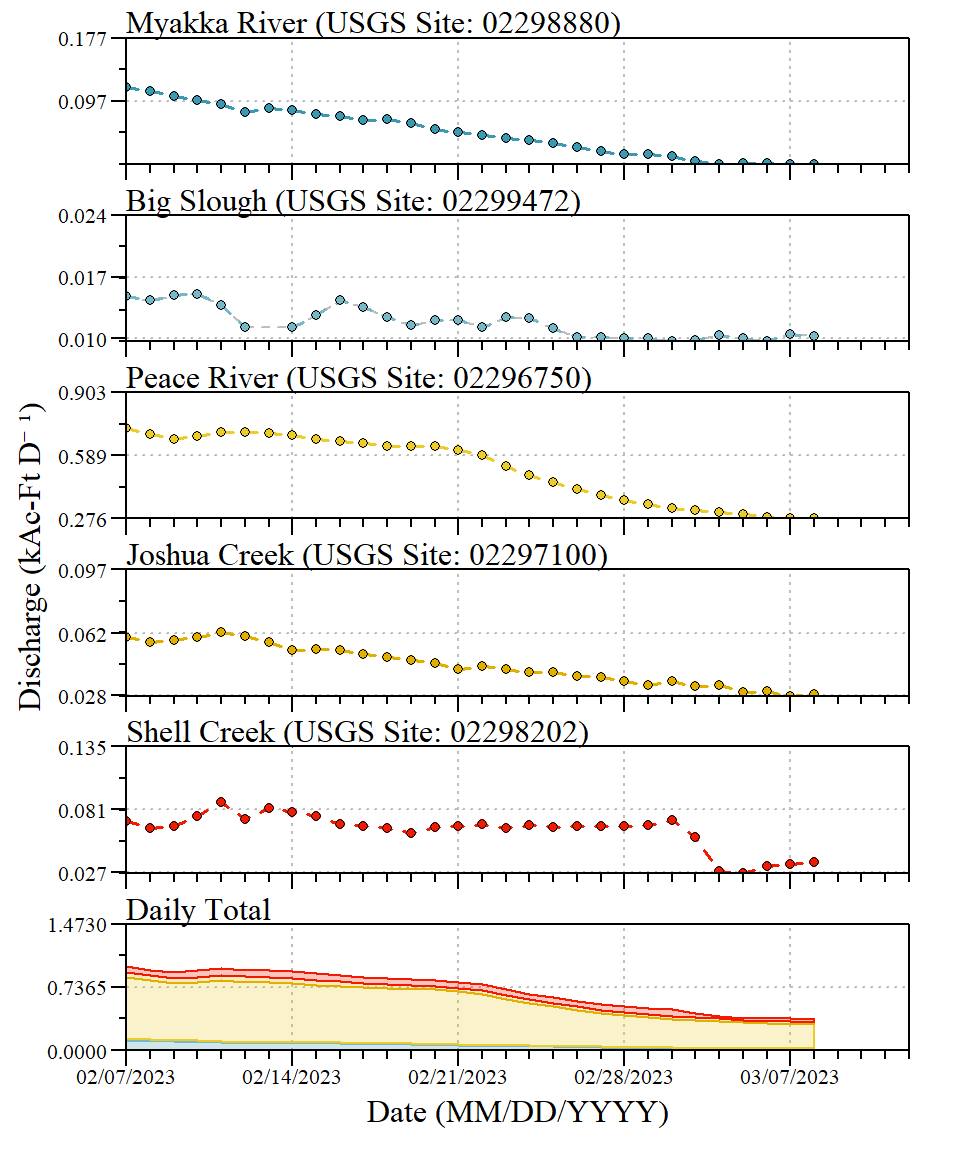 Myakka River (USGS Site: 02298880)
0.177
0.097
Big Slough (USGS Site: 02299472)
0.024
0.017
0.010
Peace River (USGS Site: 02296750)
0.903
0.589
0.276
Joshua Creek (USGS Site: 02297100)
0.097
0.062
0.028
Shell Creek (USGS Site: 02298202)
0.135
0.081
0.027
Daily Total
1.4730
0.7365
0.0000
Discharge (kAc-Ft D⁻¹)
02/07/2023 02/14/2023 02/21/2023 02/28/2023 03/07/2023
Date (MM/DD/YYYY)